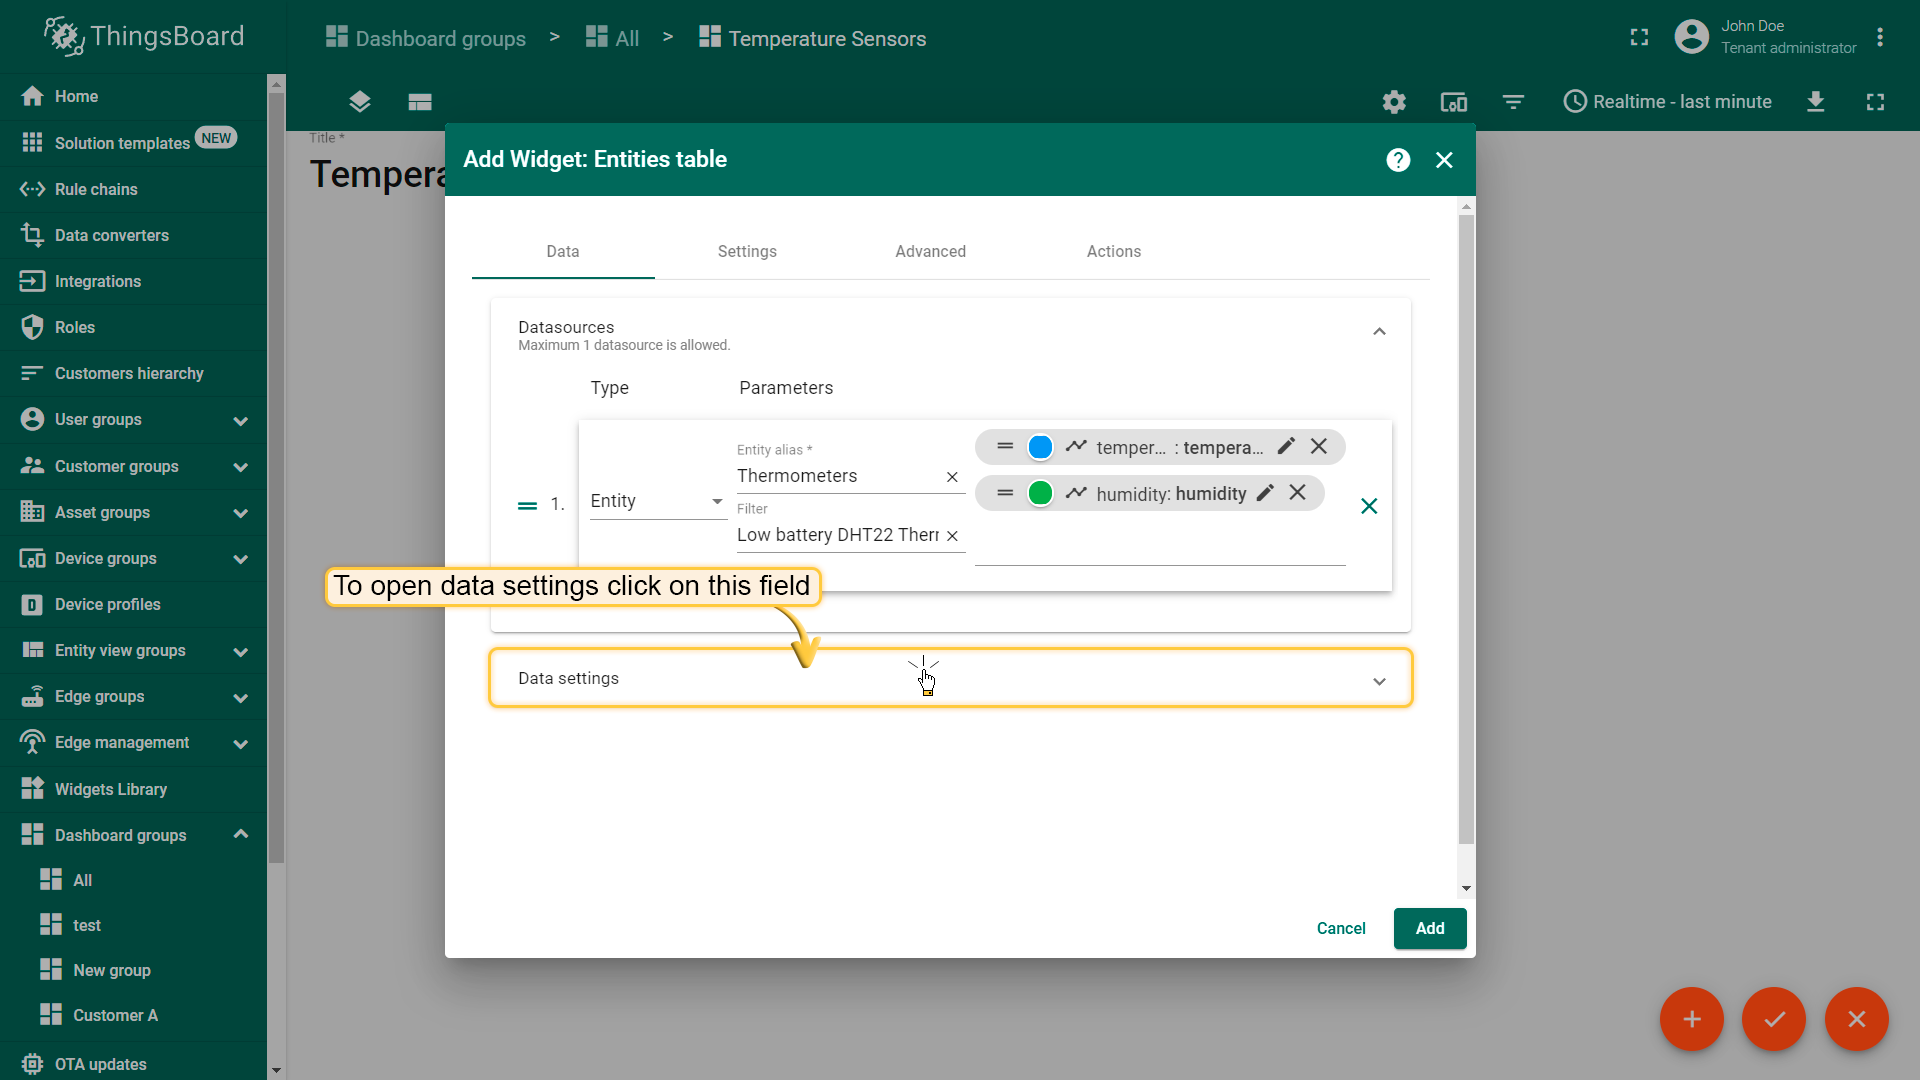 ThingsBoard
Dashboard groups > All > Temperature Sensors
John Doe
Tenant administrator
Home
Solution templates NEW
Rule chains
Data converters
Integrations
Roles
Customers hierarchy
User groups
Customer groups
Asset groups
Device groups
Device profiles
Entity view groups
Edge groups
Edge management
Widgets Library
Dashboard groups
All
test
New group
Customer A
OTA updates
Realtime - last minute
Title *
Tempera
Add Widget: Entities table
?
Data
Settings
Advanced
Actions
Datasources
Maximum 1 datasource is allowed.
Type
Parameters
1.
Entity
Entity alias *
Thermometers
Filter
Low battery DHT22 Ther
temper... : tempera...
humidity: humidity
To open data settings click on this field
Data settings
Cancel
Add